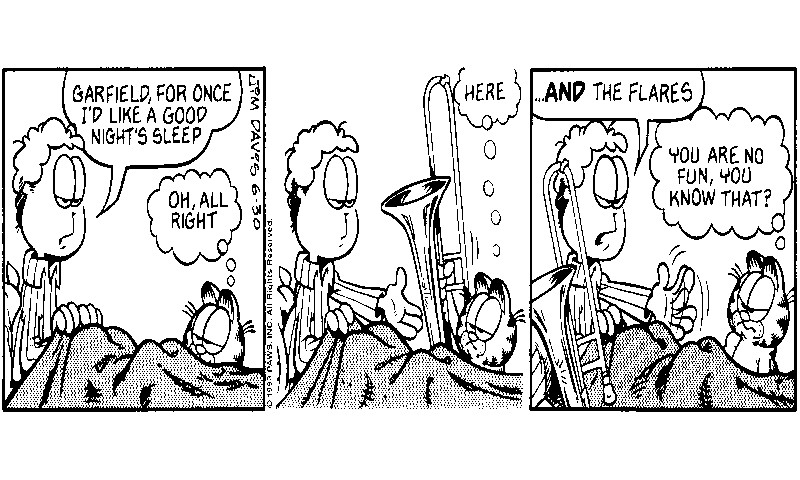 GARFIELD, FOR ONCE
I'D LIKE A GOOD
NIGHT'S SLEEP
OH, ALL
RIGHT
JIM DAVIS 6-30
© 1993 PAWS, INC. All Rights Reserved.
HERE
...AND THE FLARES
YOU ARE NO
FUN, YOU
KNOW THAT?